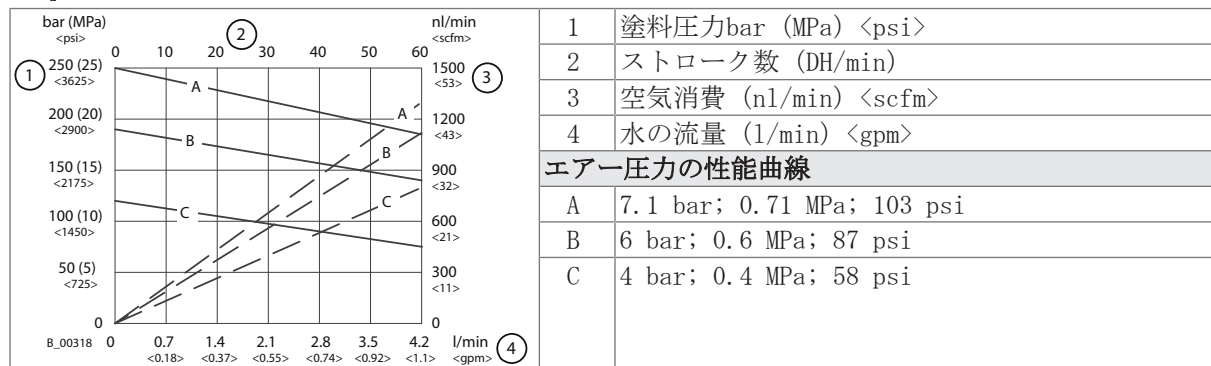 bar (MPa)
<psi>
2
nl/min
<scfm>
0 10 20 30 40 50 60
1
250 (25)
<3625>
1500
<53>
3
A
A
200 (20)
<2900>
1200
<43>
B
B
150 (15)
<2175>
900
<32>
C
C
100 (10)
<1450>
600
<21>
50 (5)
<725>
300
<11>
0
0
B_00318
0 0.7 1.4 2.1 2.8 3.5 4.2 l/min
<0.18> <0.37> <0.55> <0.74> <0.92> <1.1> <gpm>
4
1 塗料圧力bar (MPa) <psi>
2 ストローク数 (DH/min)
3 空気消費 (nl/min) <scfm>
4 水の流量 (l/min) <gpm>
エアー圧力の性能曲線
A 7.1 bar; 0.71 MPa; 103 psi
B 6 bar; 0.6 MPa; 87 psi
C 4 bar; 0.4 MPa; 58 psi